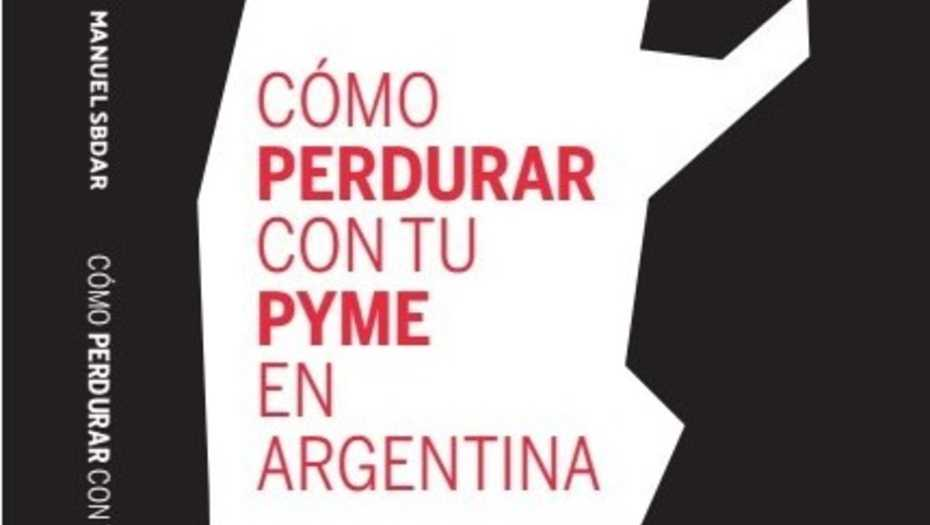 MANUEL SBDAR
CÓMO PERDURAR CON
CÓMO
PERDURAR
CON TU
PYME
EN
ARGENTINA